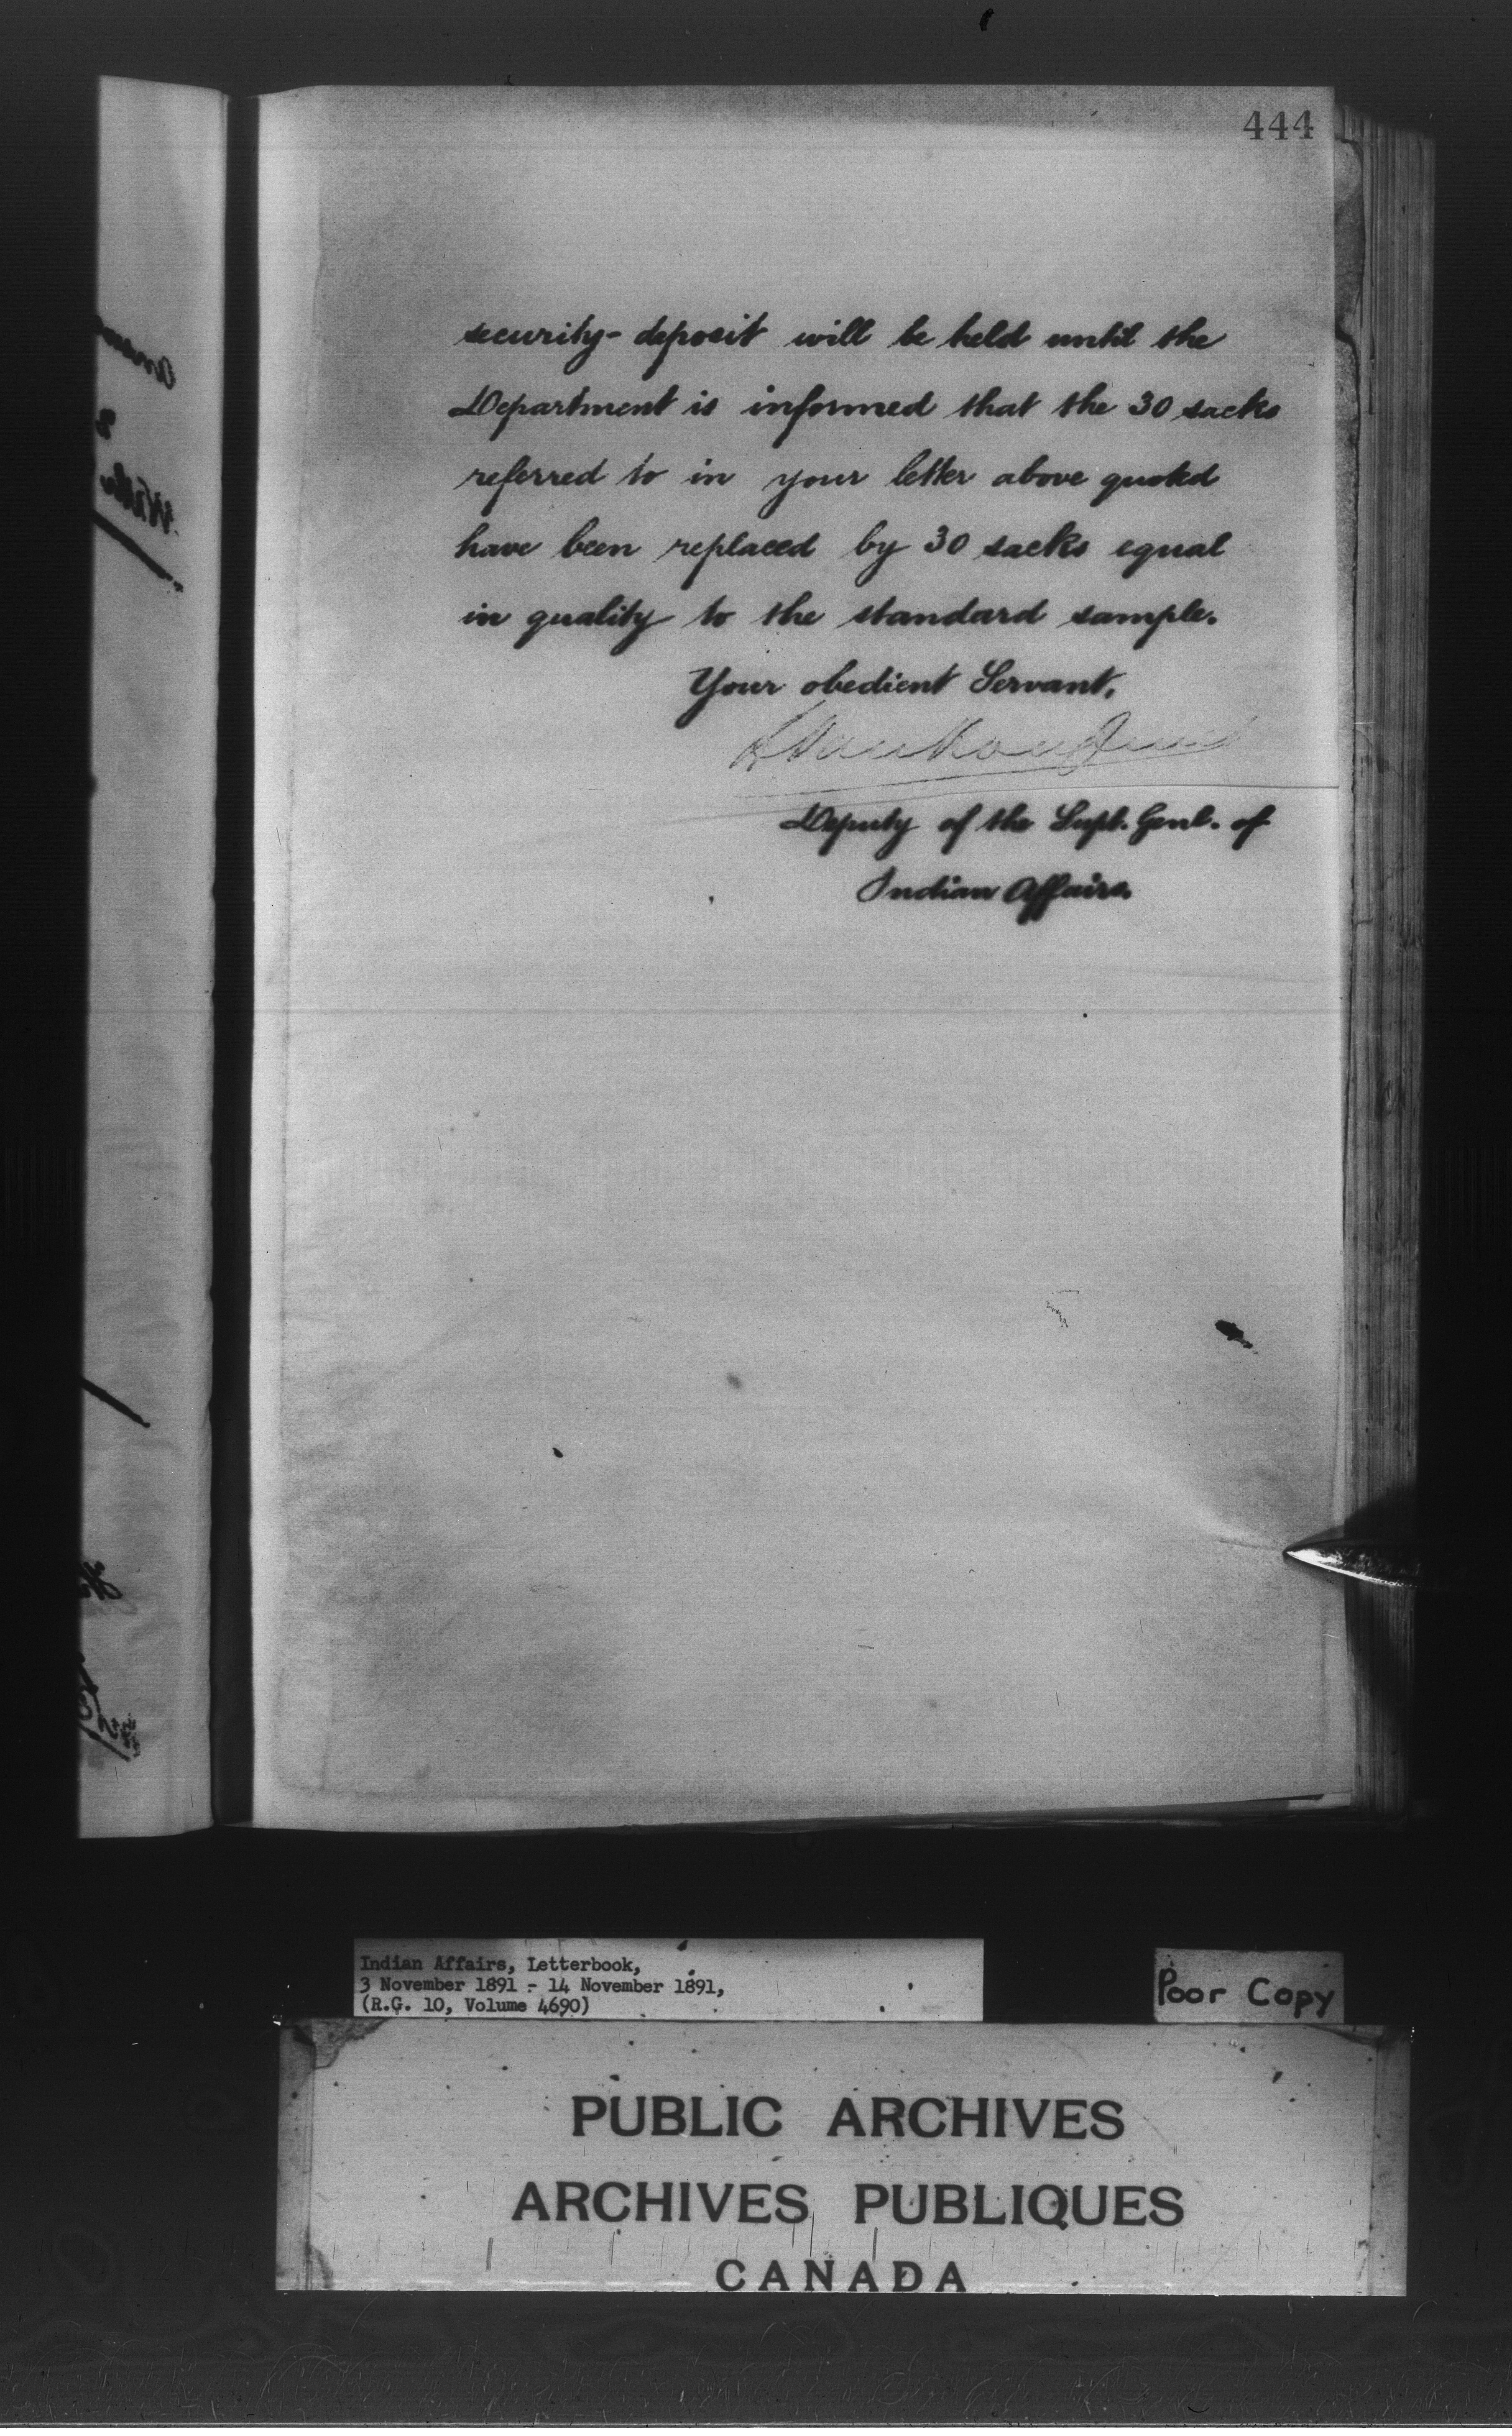 444
security-deposit will be held until the
Department is informed that the 30 sacks
referred to in your letter above quoted
have been replaced by 30 sacks equal
in quality to the standard sample.
Your obedient Servant,
L Vankoughnet
Deputy of the Supt. Genl. of
Indian Affairs.
Indian Affairs, Letterbook,
3 November 1891 - 14 November 1891,
(R.G. 10, Volume 4690)
Poor Copy
PUBLIC ARCHIVES
ARCHIVES PUBLIQUES
CANADA